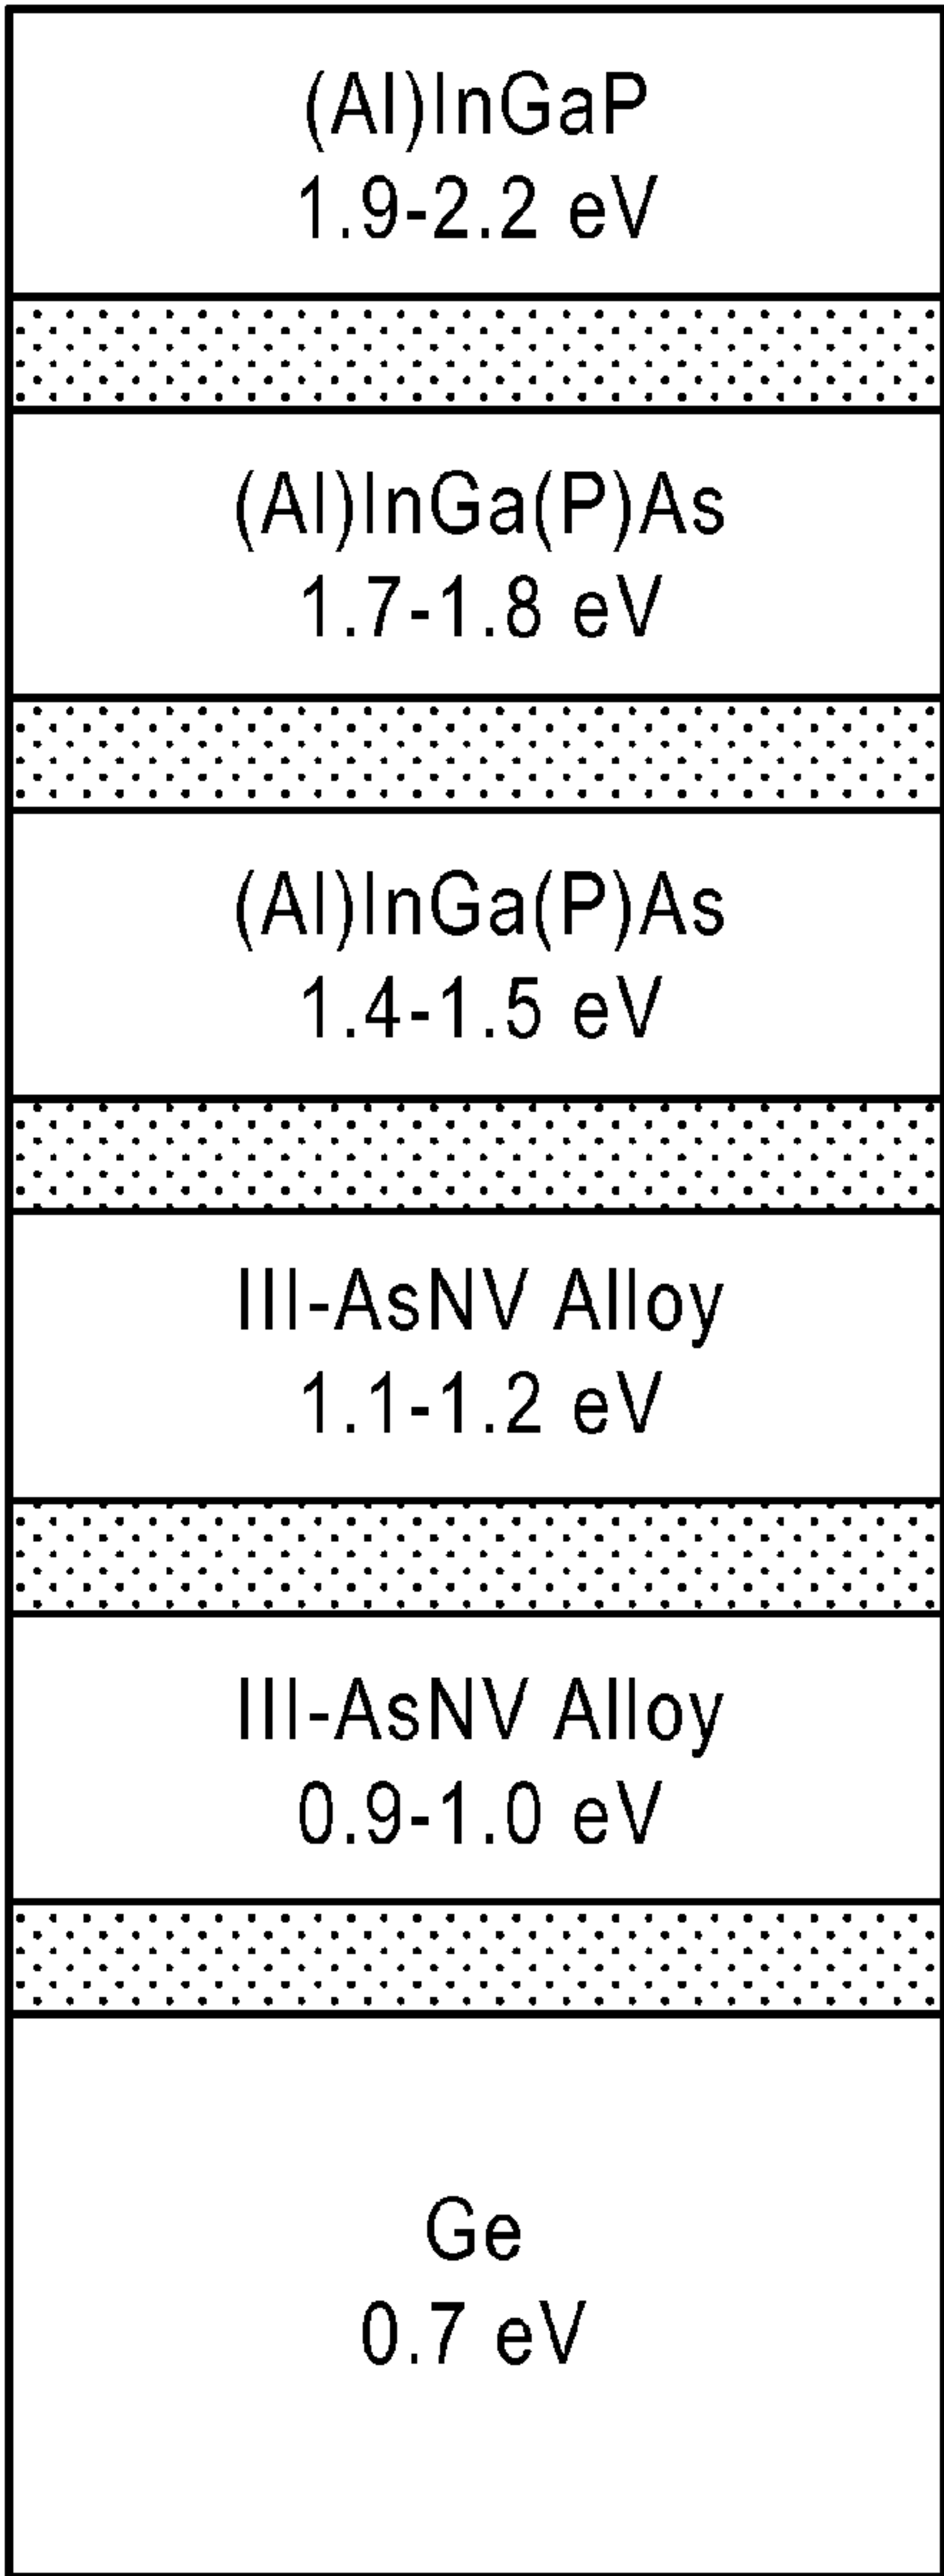 (Al)InGaP
1.9-2.2 eV
(Al)InGa(P)As
1.7-1.8 eV
(Al)InGa(P)As
1.4-1.5 eV
III-AsNV Alloy
1.1-1.2 eV
III-AsNV Alloy
0.9-1.0 eV
Ge
0.7 eV